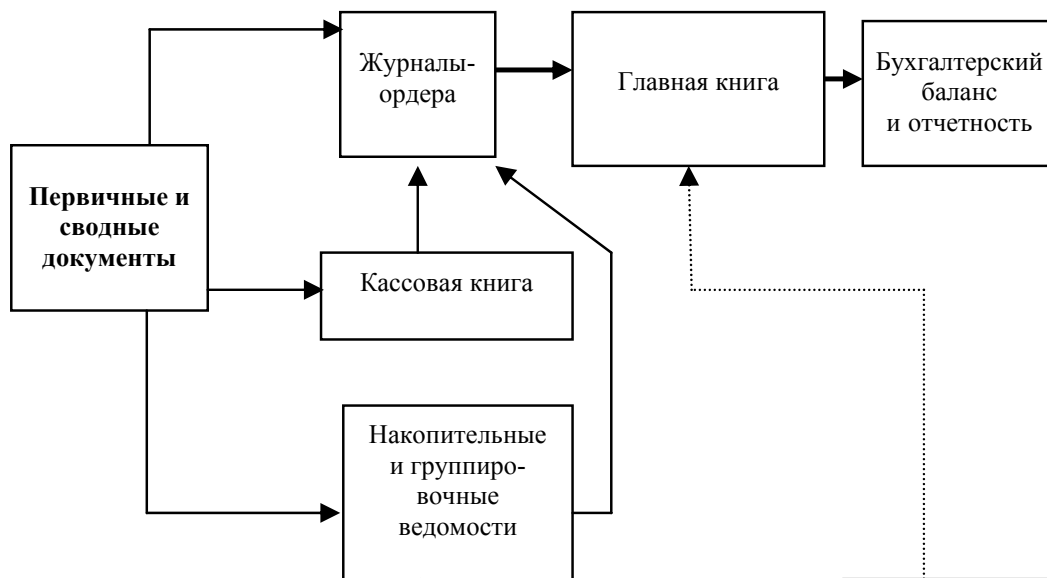 Журналы-
ордера
Главная книга
Бухгалтерский
баланс
и отчетность
Первичные и
сводные
документы
Кассовая книга
Накопительные
и группиро-
вочные
ведомости